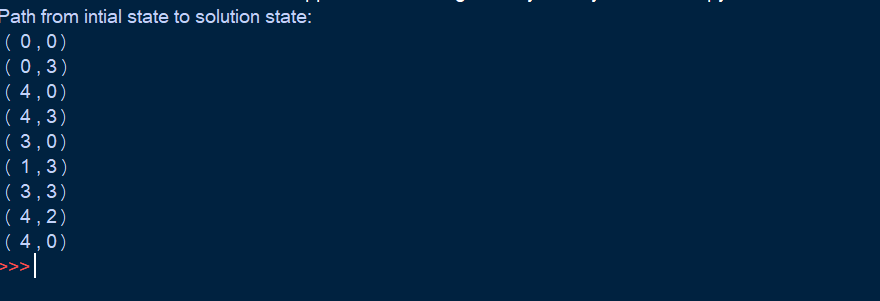 Path from intial state to solution state:
( 0 , 0 )
( 0 , 3 )
( 4 , 0 )
( 4 , 3 )
( 3 , 0 )
( 1 , 3 )
( 3 , 3 )
( 4 , 2 )
( 4 , 0 )
>>>